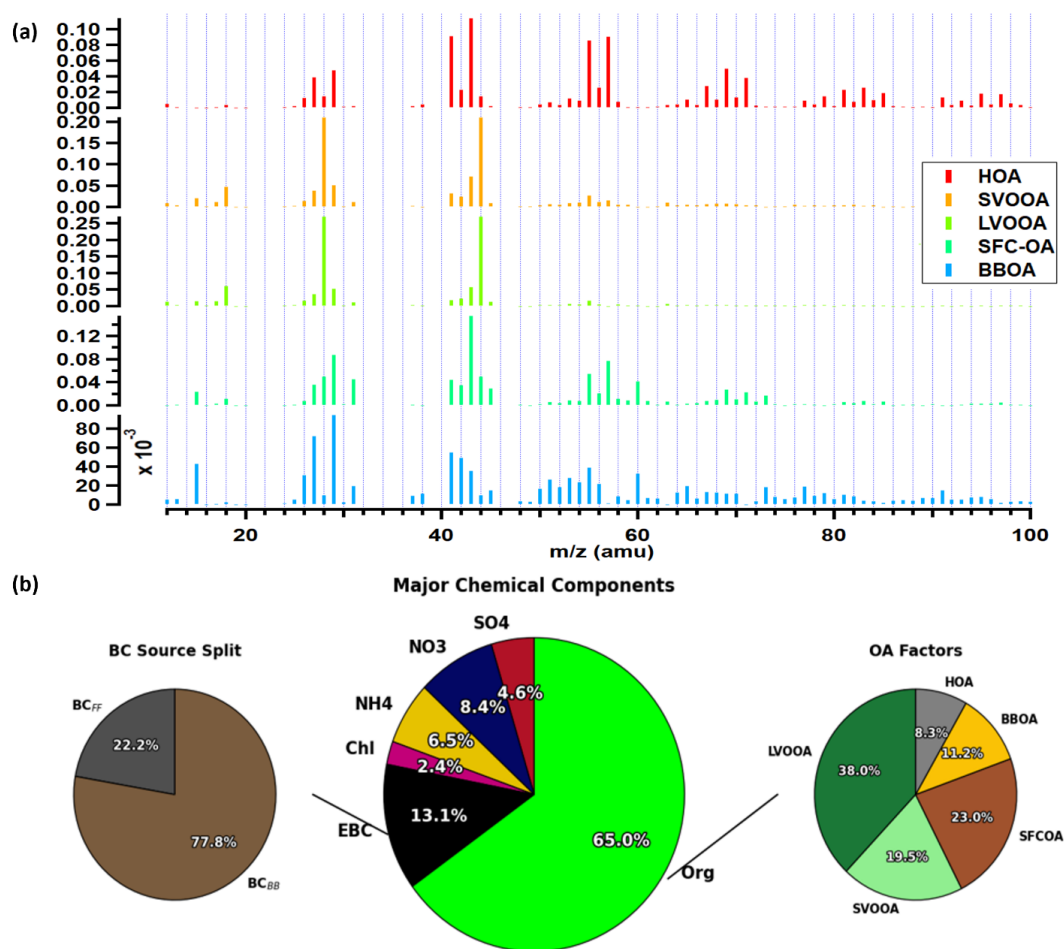 (a)
0.10
0.08
0.06
0.04
0.02
0.00
0.20
0.15
0.10
0.05
0.00
0.25
0.20
0.15
0.10
0.05
0.00
0.12
0.08
0.04
0.00
80
60
40
20
0
x 10⁻³
HOA
SVOOA
LVOOA
SFC-OA
BBOA
20 40 60 80 100
m/z (amu)
(b)
Major Chemical Components
BC Source Split
BC_FF
22.2%
77.8%
BC_BB
SO4
NO3
NH4
Chl
EBC
Org
4.6%
8.4%
6.5%
2.4%
13.1%
65.0%
OA Factors
HOA
BBOA
SFCOA
SVOOA
LVOOA
8.3%
11.2%
23.0%
19.5%
38.0%